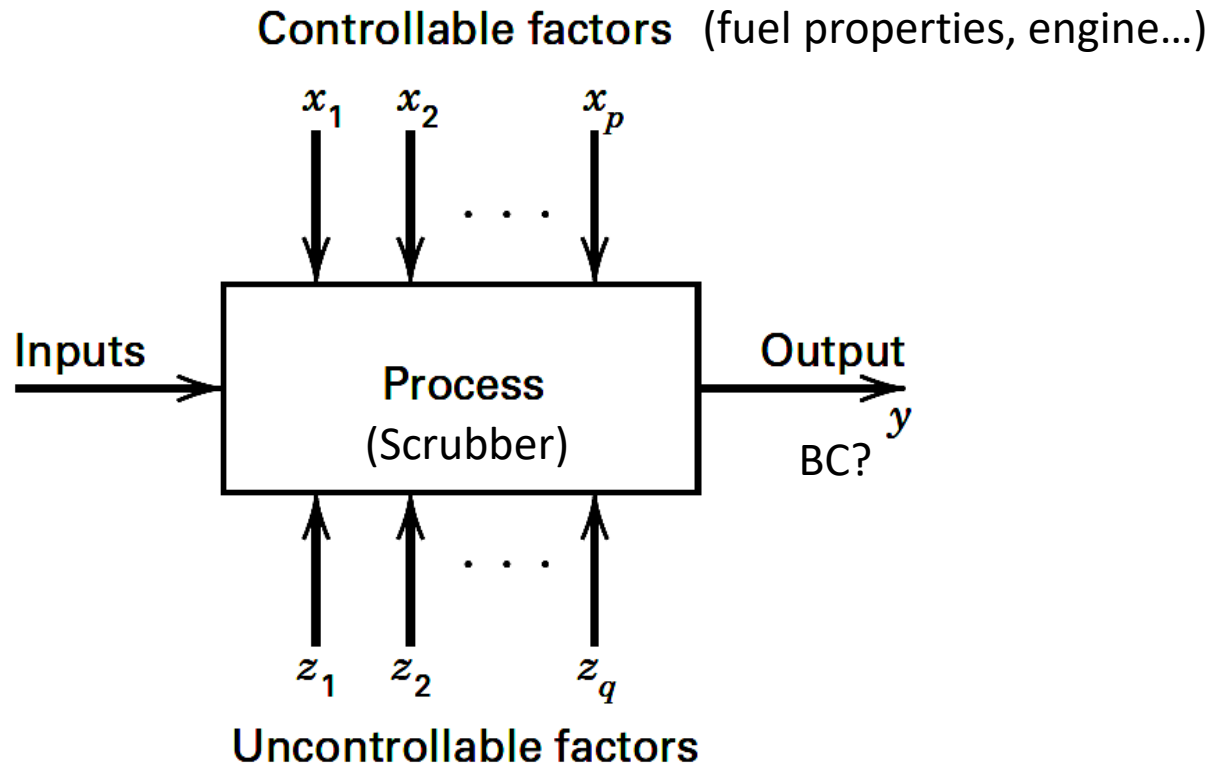 Controllable factors (fuel properties, engine…)
x1 x2 . . . xp
Inputs
Process
(Scrubber)
Output
y
BC?
. . .
z1 z2 zq
Uncontrollable factors